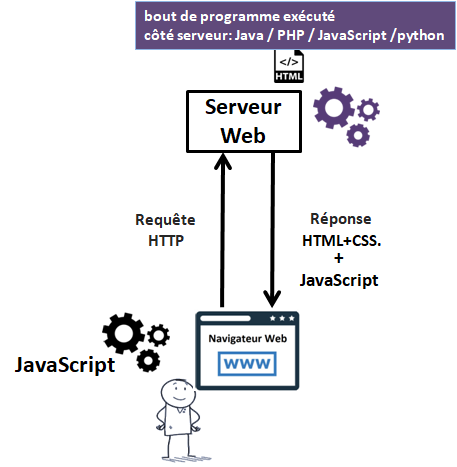 bout de programme exécuté
côté serveur: Java / PHP / JavaScript /python
</>
HTML
Serveur
Web
Requête
HTTP
Réponse
HTML+CSS.
+
JavaScript
Navigateur Web
www
JavaScript